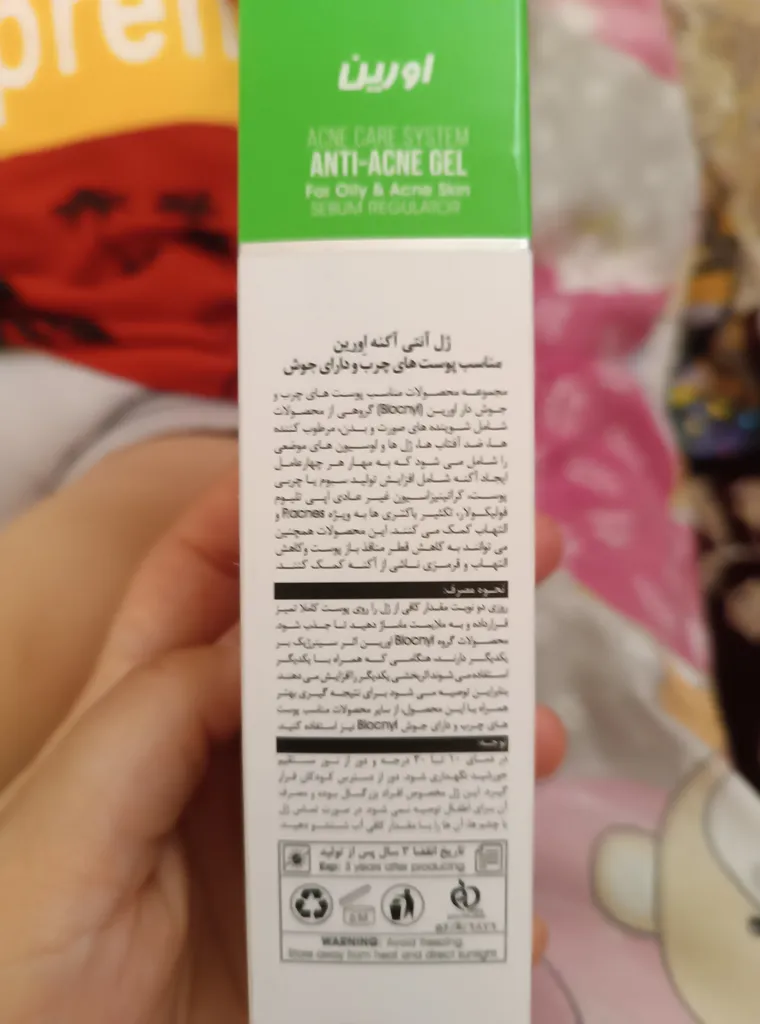 pren
اورین
ACNE CARE SYSTEM
ANTI-ACNE GEL
For Oily & Acne Skin
SEBUM REGULATOR
ژل آنتی آکنه اورین
مناسب پوست های چرب و دارای جوش
مجموعه محصولات مناسب پوست های چرب و
جوش دار اورین (Biocnyl) گروهی از محصولات
شامل شوینده های صورت و بدن، مرطوب کننده
ها، ضد آفتاب ها، ژل ها و لوسیون های موضعی
را شامل می شود که به مهار هر چهارعامل
ایجاد آکنه شامل افزایش تولید سبوم یا چربی
پوست، کراتینیزاسیون غیر عادی اپی تلیوم
فولیکولار، تکثیر باکتری ها به ویژه P.acnes و
التهاب کمک می کنند. این محصولات همچنین
می توانند به کاهش قطر منافذ باز پوست وکاهش
التهاب و قرمزی ناشی از آکنه کمک کنند.
نحوه مصرف:
روزی دو نوبت مقدار کافی از ژل را روی پوست کاملا تمیز
قرارداده و به ملایمت ماساژ دهید تا جذب شود.
محصولات گروه Biocnyl اورین اثر سینرژیک بر
یکدیگر دارند، هنگامی که همراه با یکدیگر
استفاده می شوند اثربخشی یکدیگر را افزایش می دهند
بنابراین توصیه می شود برای نتیجه گیری بهتر
همراه با این محصول، از سایر محصولات مناسب پوست
های چرب و دارای جوش Biocnyl نیز استفاده کنید.
توجه:
در دمای ۱۰ تا ۳۰ درجه و دور از نور مستقیم
خورشید نگهداری شود. دور از دسترس کودکان قرار
گیرد. این ژل مخصوص افراد بزرگسال بوده و مصرف
آن برای اطفال توصیه نمی شود. در صورت تماس ژل
با چشم ها، آن ها را با مقدار کافی آب شستشو دهید.
تاریخ انقضا ۳ سال پس از تولید
Exp: 3 years after producing
WARNING: Avoid freezing.
Store away from heat and direct sunlight.